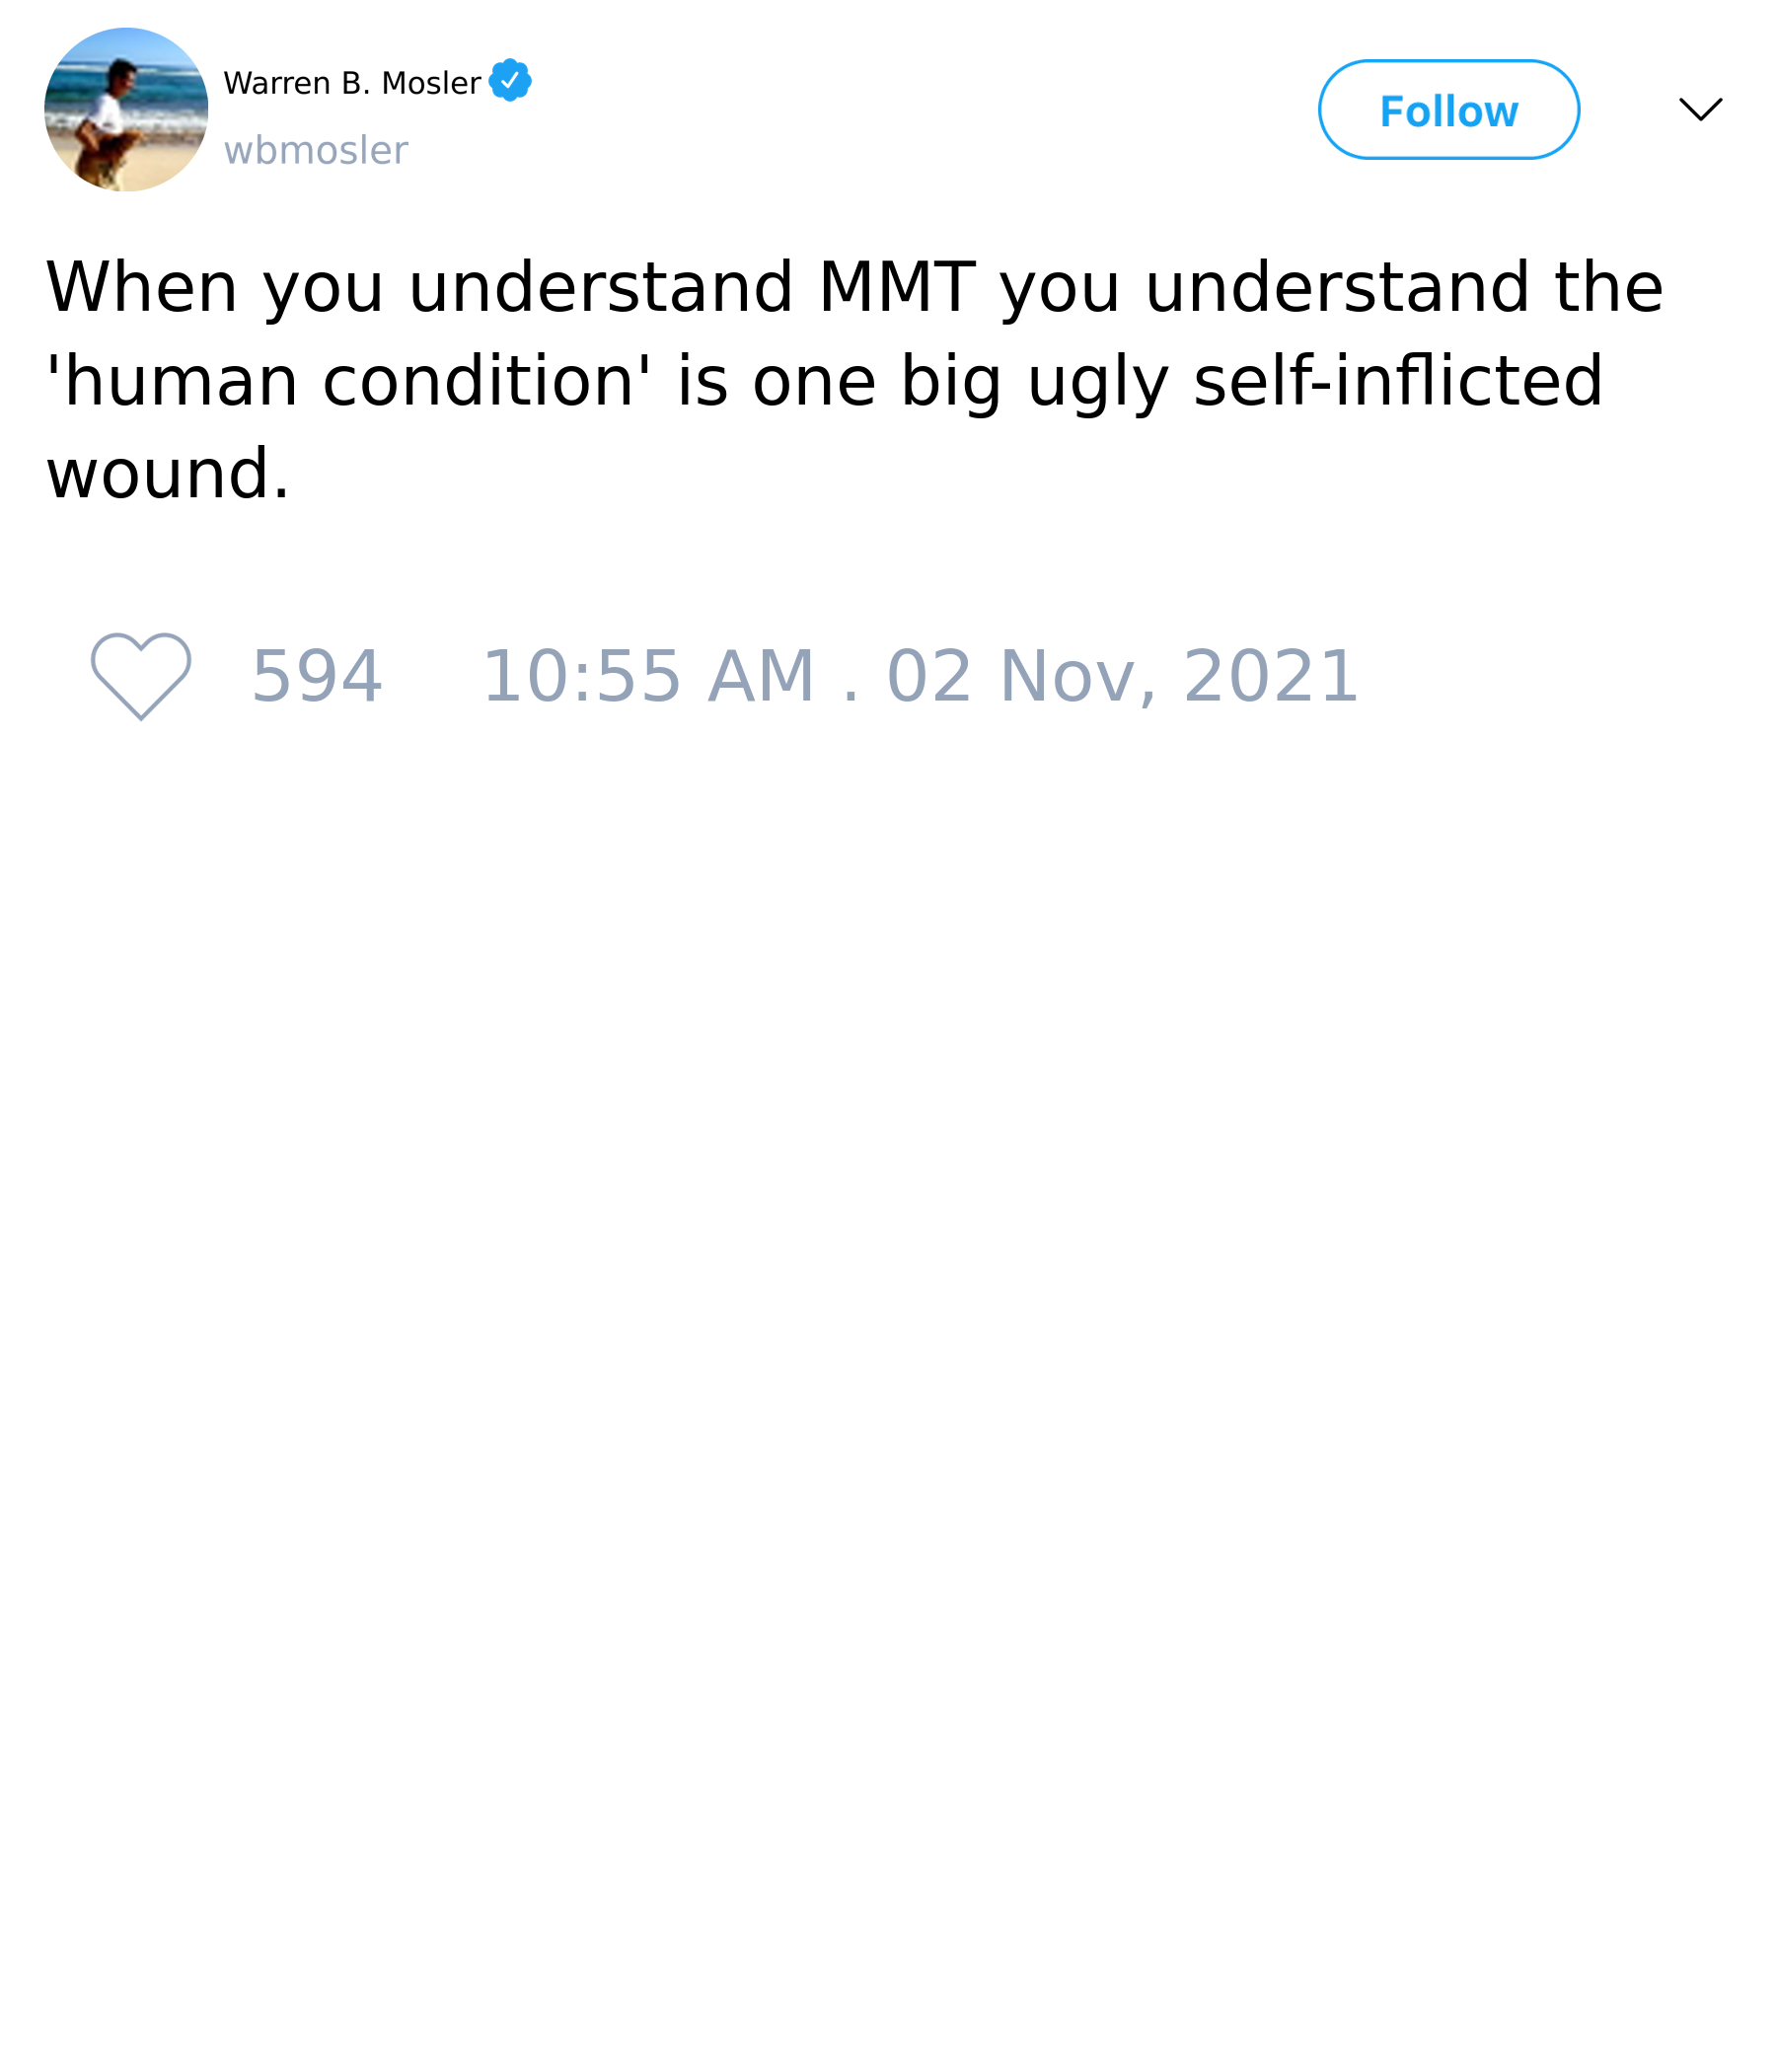 Warren B. Mosler
wbmosler
Follow
When you understand MMT you understand the
'human condition' is one big ugly self-inflicted
wound.
594 10:55 AM . 02 Nov, 2021